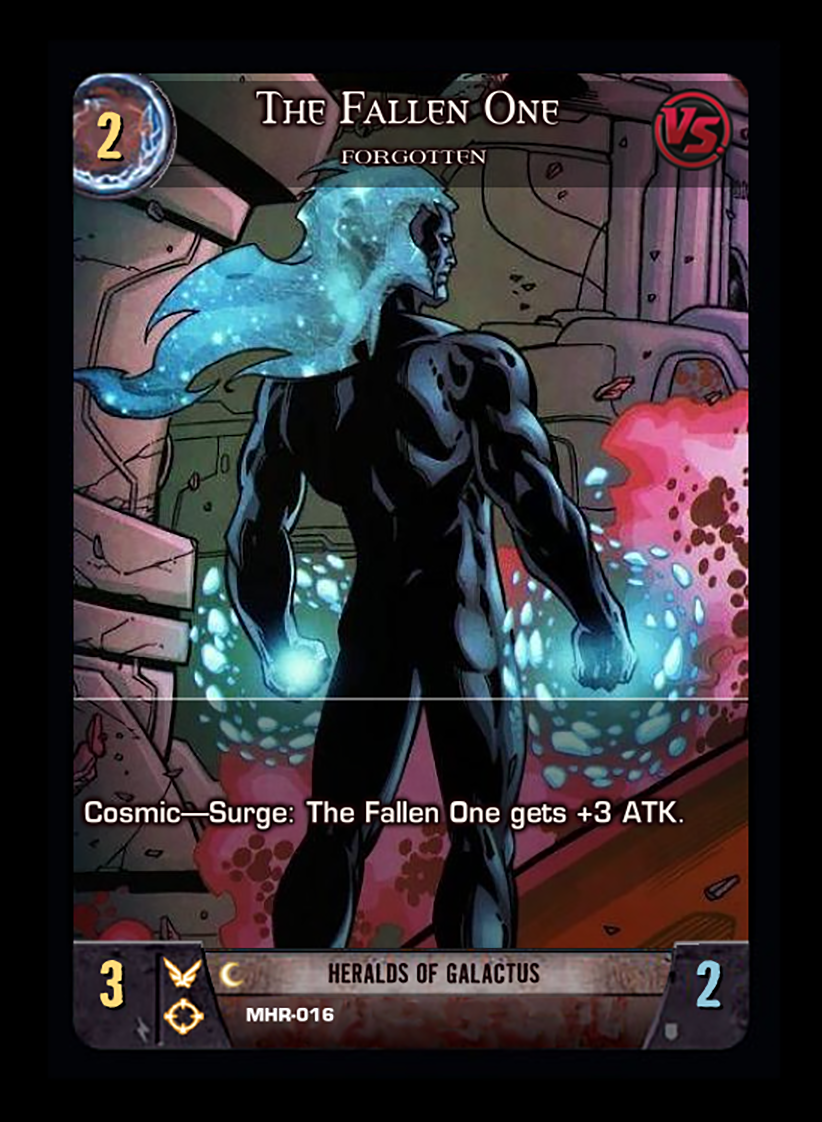 2
The Fallen One
VS.
FORGOTTEN
Cosmic—Surge: The Fallen One gets +3 ATK.
3
HERALDS OF GALACTUS
2
MHR-016